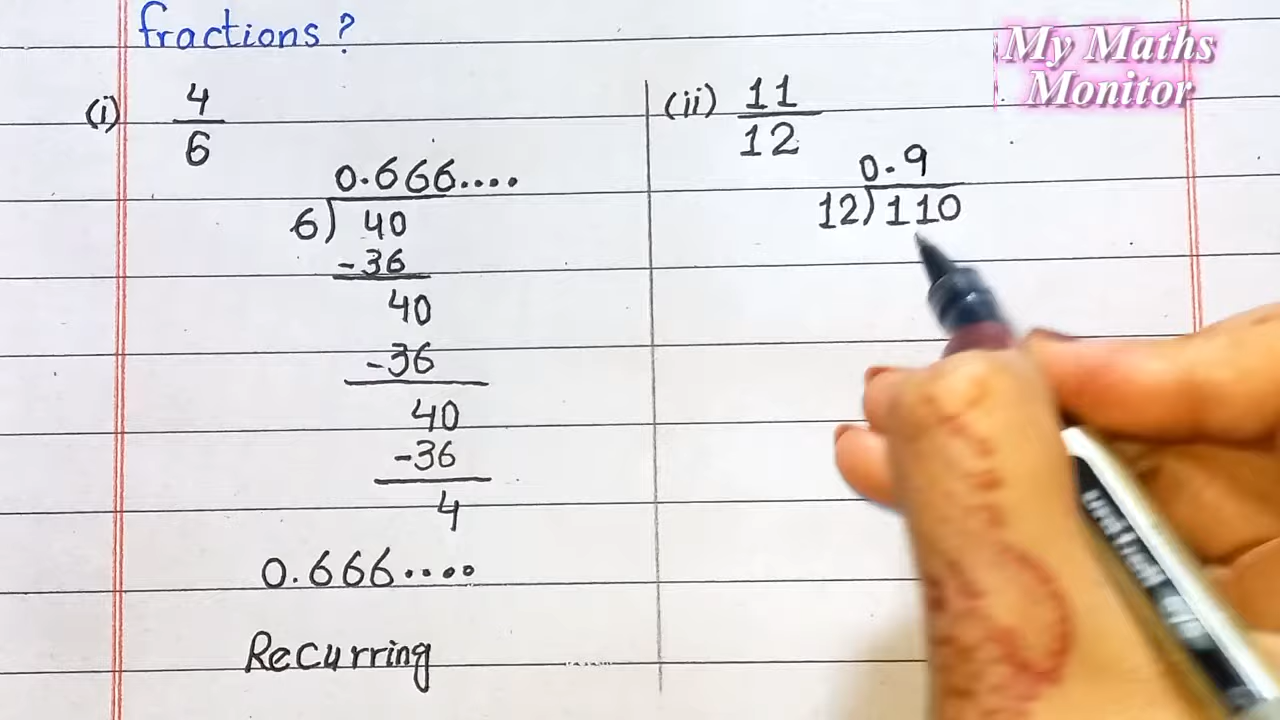 fractions?
My Maths
Monitor
(i) 4/6
0.666....
6)40
-36
40
-36
40
-36
4
0.666....
Recurring
(ii) 11/12
0.9
12)110